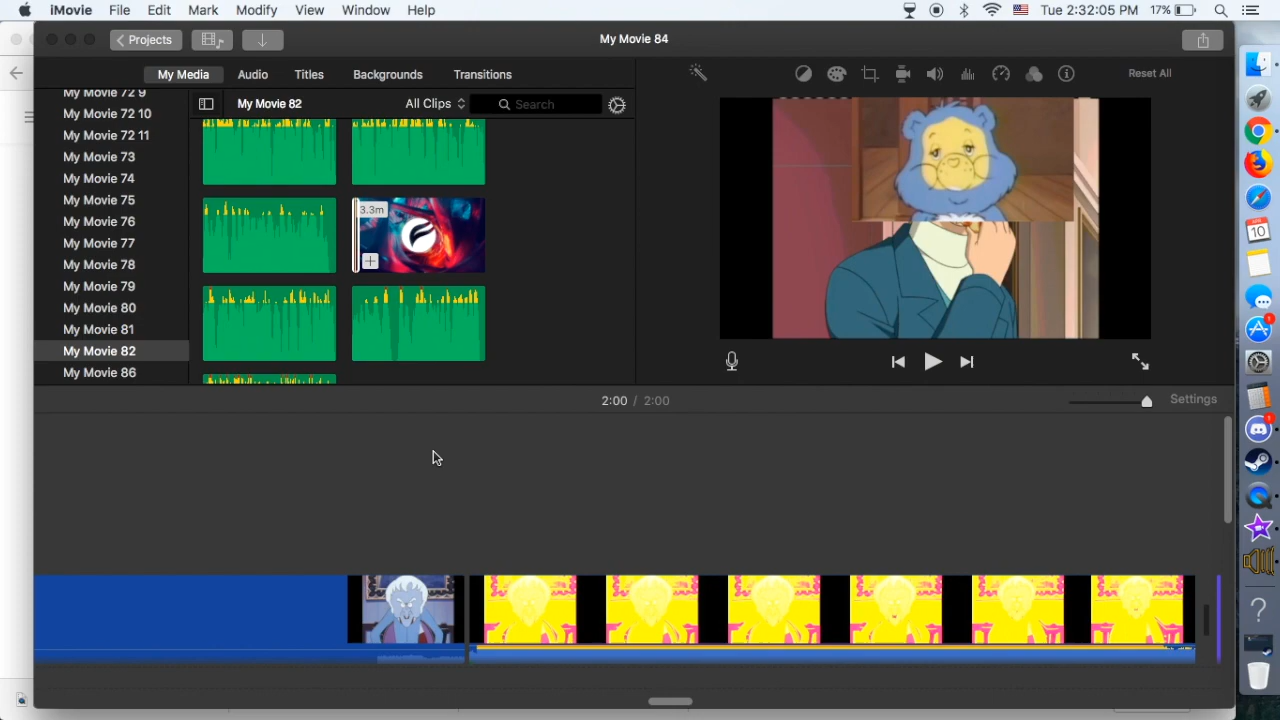 iMovie File Edit Mark Modify View Window Help Tue 2:32:05 PM 17%
Projects My Movie 84
My Media Audio Titles Backgrounds Transitions Reset All
My Movie 72 9
My Movie 82 All Clips Search
My Movie 72 10
My Movie 72 11
My Movie 73
My Movie 74
My Movie 75
My Movie 76
My Movie 77
My Movie 78
My Movie 79
My Movie 80
My Movie 81
My Movie 82
My Movie 86
3.3m
2:00 / 2:00 Settings
10
1
1
?